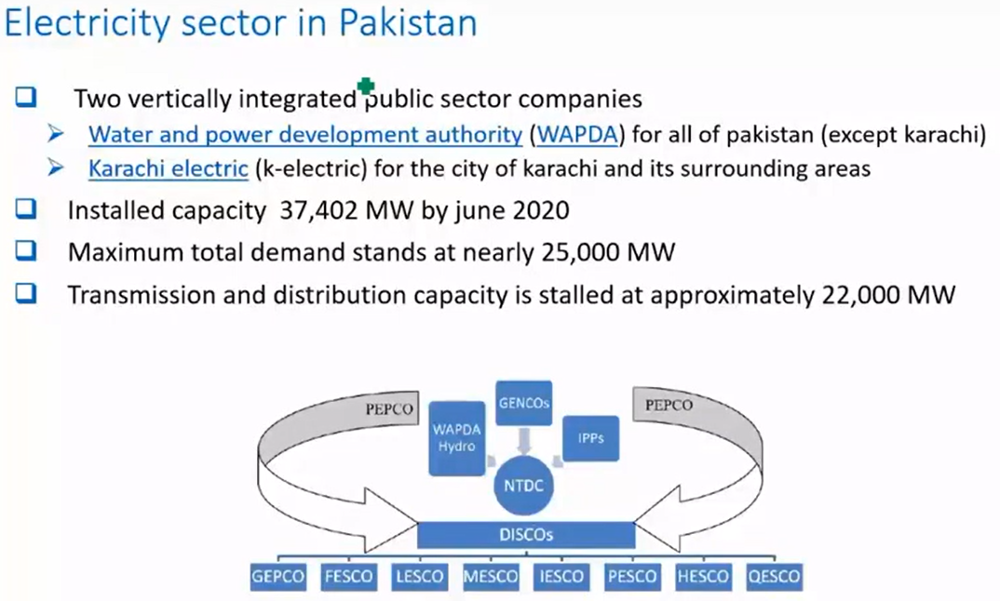 Electricity sector in Pakistan
Two vertically integrated public sector companies
Water and power development authority (WAPDA) for all of pakistan (except karachi)
Karachi electric (k-electric) for the city of karachi and its surrounding areas
Installed capacity 37,402 MW by june 2020
Maximum total demand stands at nearly 25,000 MW
Transmission and distribution capacity is stalled at approximately 22,000 MW
PEPCO
WAPDA
Hydro
GENCOs
IPPs
PEPCO
NTDC
DISCOs
GEPCO FESCO LESCO MESCO IESCO PESCO HESCO QESCO